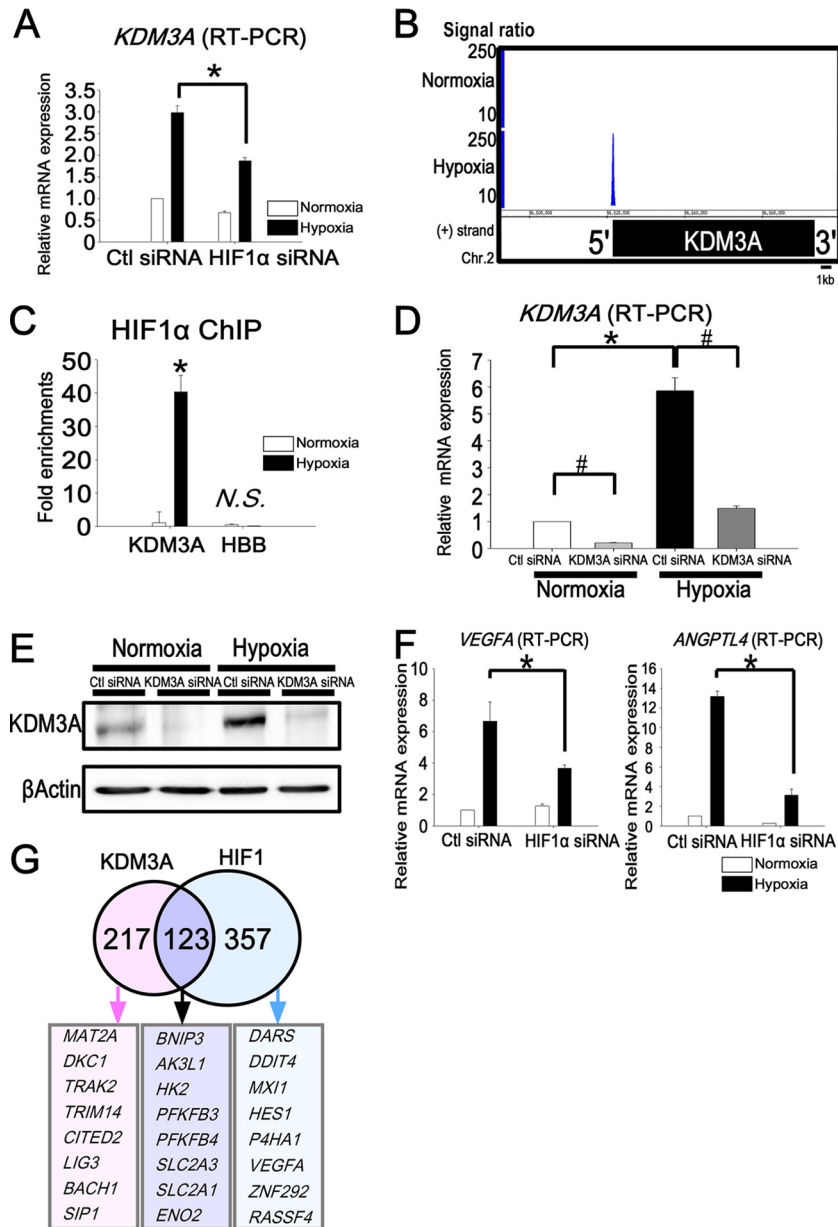 A
KDM3A (RT-PCR)
Relative mRNA expression
3.5
3.0
2.5
2.0
1.5
1.0
0.5
0
*
Normoxia
Hypoxia
Ctl siRNA HIF1α siRNA
B
Signal ratio
250
Normoxia
10
250
Hypoxia
10
(+) strand
Chr.2
5' KDM3A 3'
1kb
C
HIF1α ChIP
Fold enrichments
50
40
30
20
10
0
*
N.S.
Normoxia
Hypoxia
KDM3A HBB
D
KDM3A (RT-PCR)
Relative mRNA expression
7
6
5
4
3
2
1
0
* #
#
Ctl siRNA KDM3A siRNA Ctl siRNA KDM3A siRNA
Normoxia Hypoxia
E
Normoxia Hypoxia
Ctl siRNA KDM3A siRNA Ctl siRNA KDM3A siRNA
KDM3A
βActin
F
VEGFA (RT-PCR)
Relative mRNA expression
10
8
6
4
2
0
*
Ctl siRNA HIF1α siRNA
ANGPTL4 (RT-PCR)
Relative mRNA expression
16
14
12
10
8
6
4
2
0
*
Ctl siRNA HIF1α siRNA
Normoxia
Hypoxia
G
KDM3A HIF1
217 123 357
MAT2A
DKC1
TRAK2
TRIM14
CITED2
LIG3
BACH1
SIP1
BNIP3
AK3L1
HK2
PFKFB3
PFKFB4
SLC2A3
SLC2A1
ENO2
DARS
DDIT4
MXI1
HES1
P4HA1
VEGFA
ZNF292
RASSF4